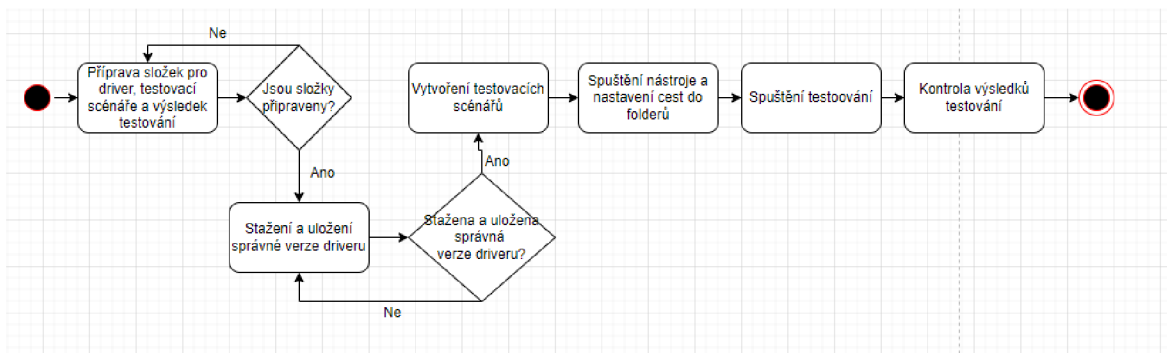 Ne
Příprava složek pro
driver, testovací
scénáře a výsledek
testování
Jsou složky
připraveny?
Ano
Stažení a uložení
správné verze driveru
Stažena a uložena
správná
verze driveru?
Ne
Ano
Vytvoření testovacích
scénářů
Spuštění nástroje a
nastavení cest do
folderů
Spuštění testoování
Kontrola výsledků
testování